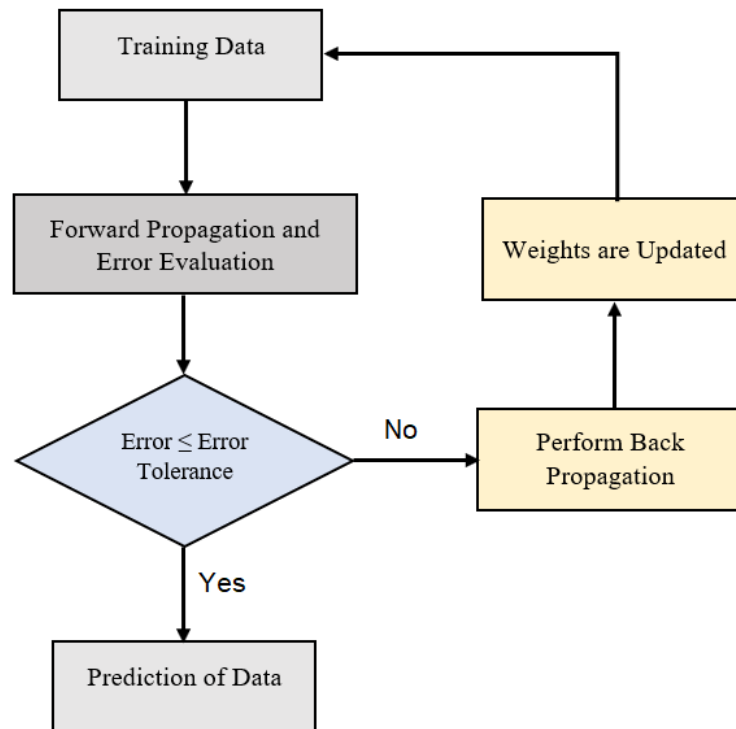 Training Data
Forward Propagation and
Error Evaluation
Weights are Updated
Error ≤ Error
Tolerance
No
Perform Back
Propagation
Yes
Prediction of Data